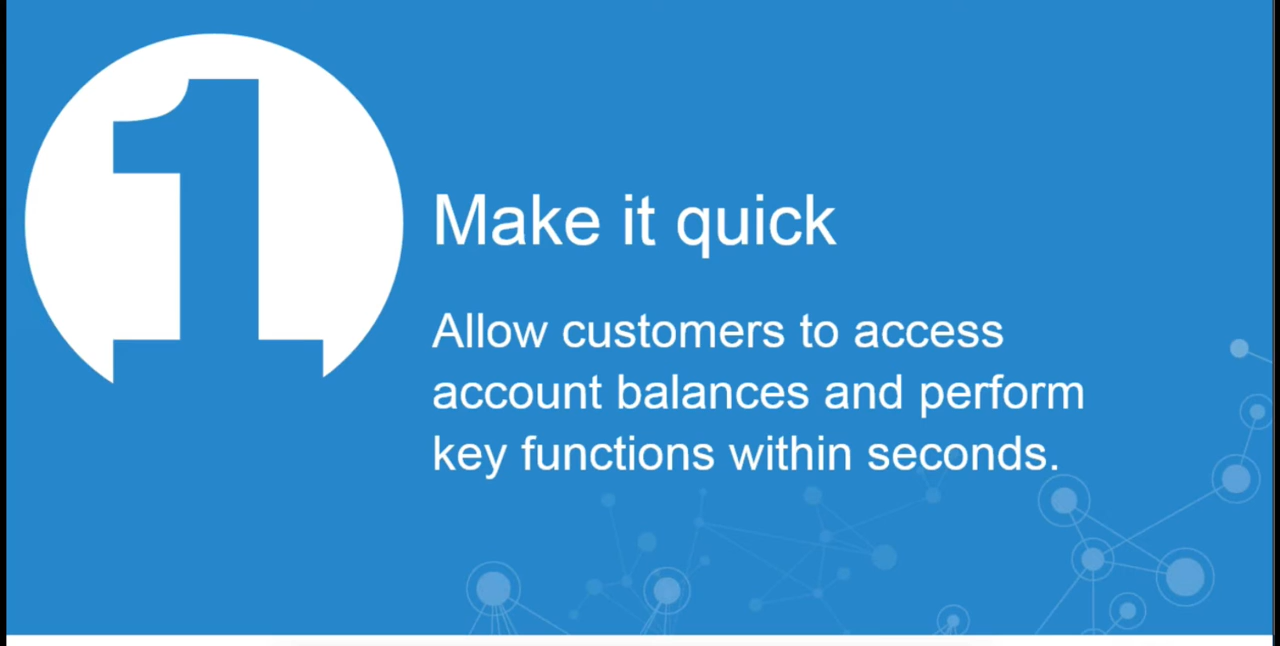 1
Make it quick
Allow customers to access
account balances and perform
key functions within seconds.